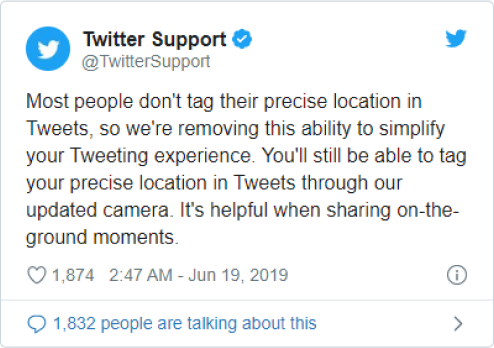 Twitter Support
@TwitterSupport
Most people don't tag their precise location in
Tweets, so we're removing this ability to simplify
your Tweeting experience. You'll still be able to tag
your precise location in Tweets through our
updated camera. It's helpful when sharing on-the-
ground moments.
1,874 2:47 AM - Jun 19, 2019
1,832 people are talking about this